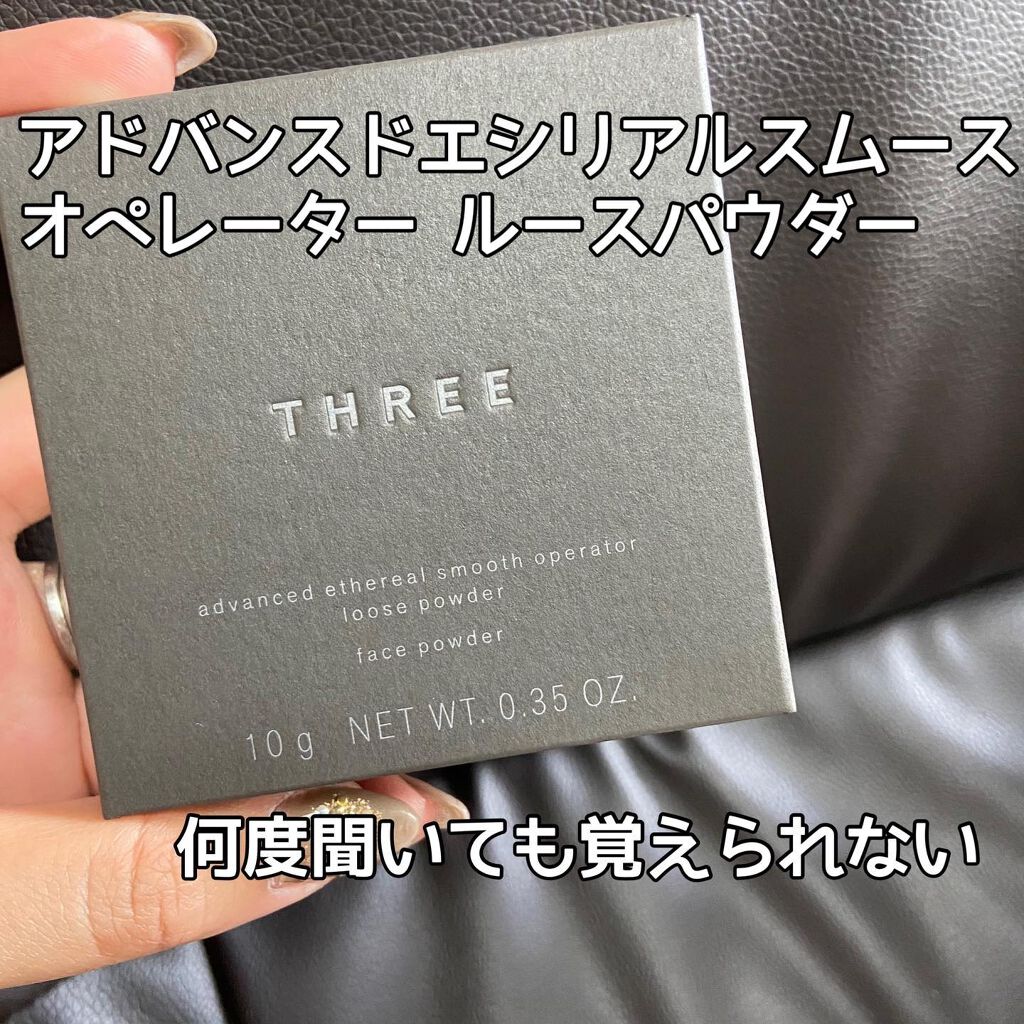 アドバンスドエシリアルスムース
オペレーター ルースパウダー
THREE
advanced ethereal smooth operator
loose powder
face powder
10 g NET WT. 0.35 OZ.
何度聞いても覚えられない